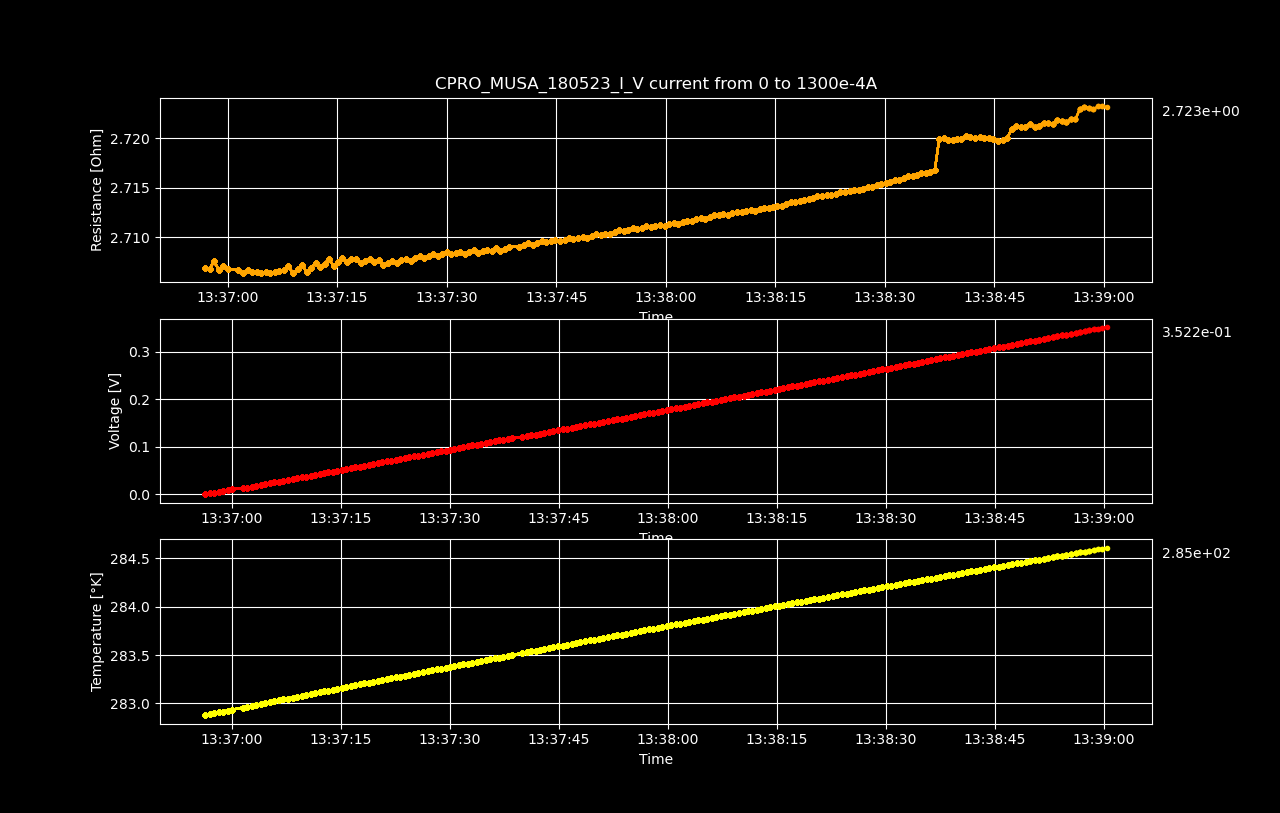 CPRO_MUSA_180523_I_V current from 0 to 1300e-4A
2.723e+00
Resistance [Ohm]
2.720
2.715
2.710
13:37:00 13:37:15 13:37:30 13:37:45 13:38:00 13:38:15 13:38:30 13:38:45 13:39:00
Time
3.522e-01
Voltage [V]
0.3
0.2
0.1
0.0
13:37:00 13:37:15 13:37:30 13:37:45 13:38:00 13:38:15 13:38:30 13:38:45 13:39:00
Time
2.85e+02
Temperature [°K]
284.5
284.0
283.5
283.0
13:37:00 13:37:15 13:37:30 13:37:45 13:38:00 13:38:15 13:38:30 13:38:45 13:39:00
Time